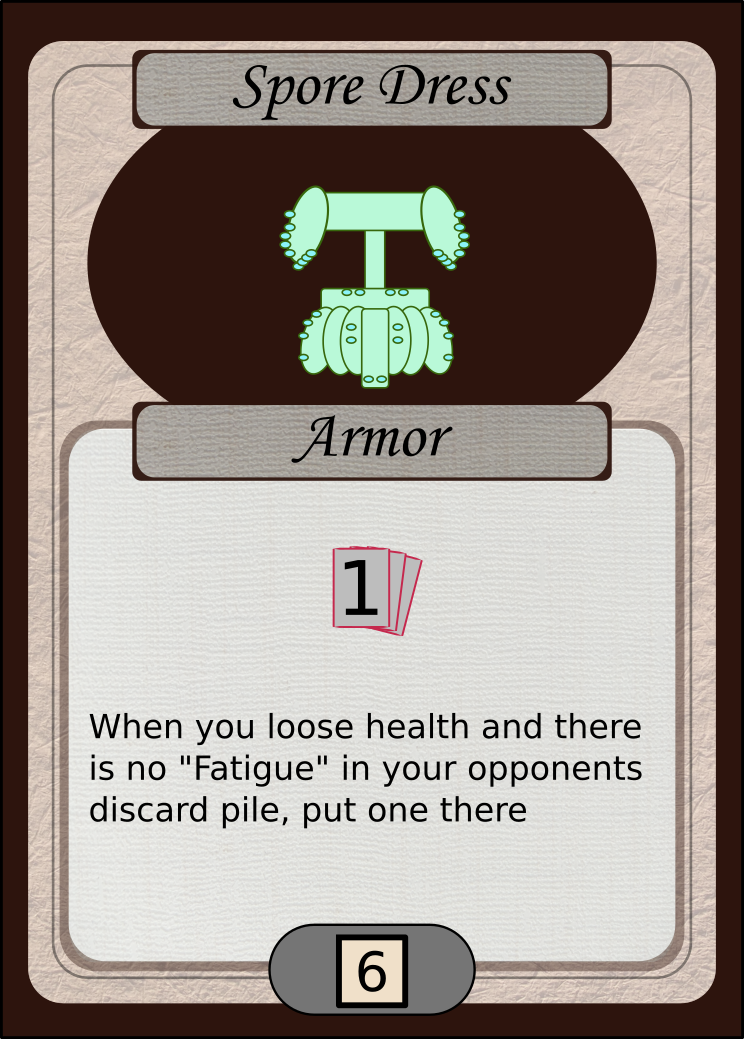 Spore Dress
Armor
1
When you loose health and there
is no "Fatigue" in your opponents
discard pile, put one there
6